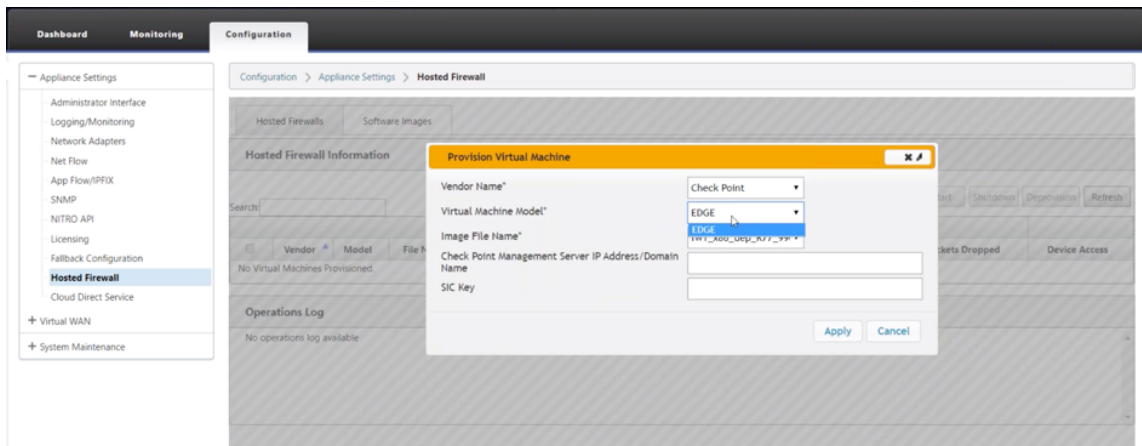 Dashboard Monitoring Configuration
− Appliance Settings
Administrator Interface
Logging/Monitoring
Network Adapters
Net Flow
App Flow/IPFIX
SNMP
NITRO API
Licensing
Fallback Configuration
Hosted Firewall
Cloud Direct Service
+ Virtual WAN
+ System Maintenance
Configuration > Appliance Settings > Hosted Firewall
Hosted Firewalls Software Images
Hosted Firewall Information
Search:
Shutdown Deprovision Refresh
Vendor Model File
ckets Dropped Device Access
No Virtual Machines Provisioned
Operations Log
No operations log available
Provision Virtual Machine
Vendor Name* Check Point
Virtual Machine Model* EDGE
EDGE
Image File Name*
Check Point Management Server IP Address/Domain
Name
SIC Key
Apply Cancel